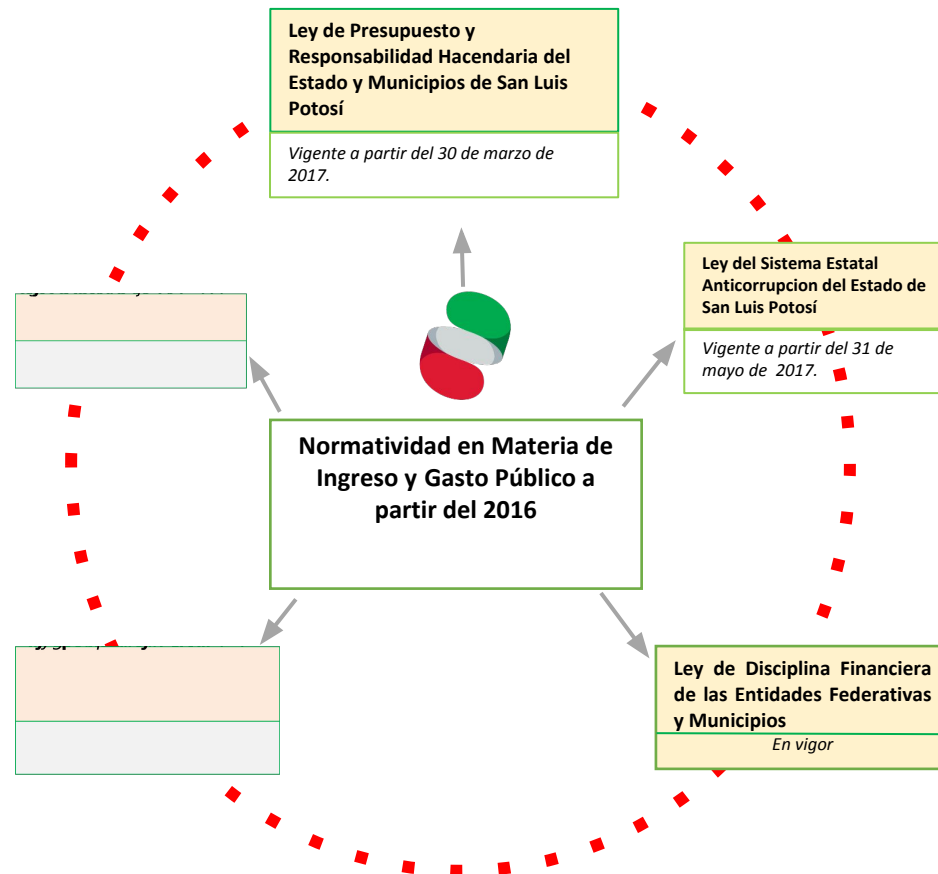 Ley de Presupuesto y
Responsabilidad Hacendaria del
Estado y Municipios de San Luis
Potosí
Vigente a partir del 30 de marzo de
2017.
Ley del Sistema Estatal
Anticorrupcion del Estado de
San Luis Potosí
Vigente a partir del 31 de
mayo de 2017.
Normatividad en Materia de
Ingreso y Gasto Público a
partir del 2016
Ley de Disciplina Financiera
de las Entidades Federativas
y Municipios
En vigor